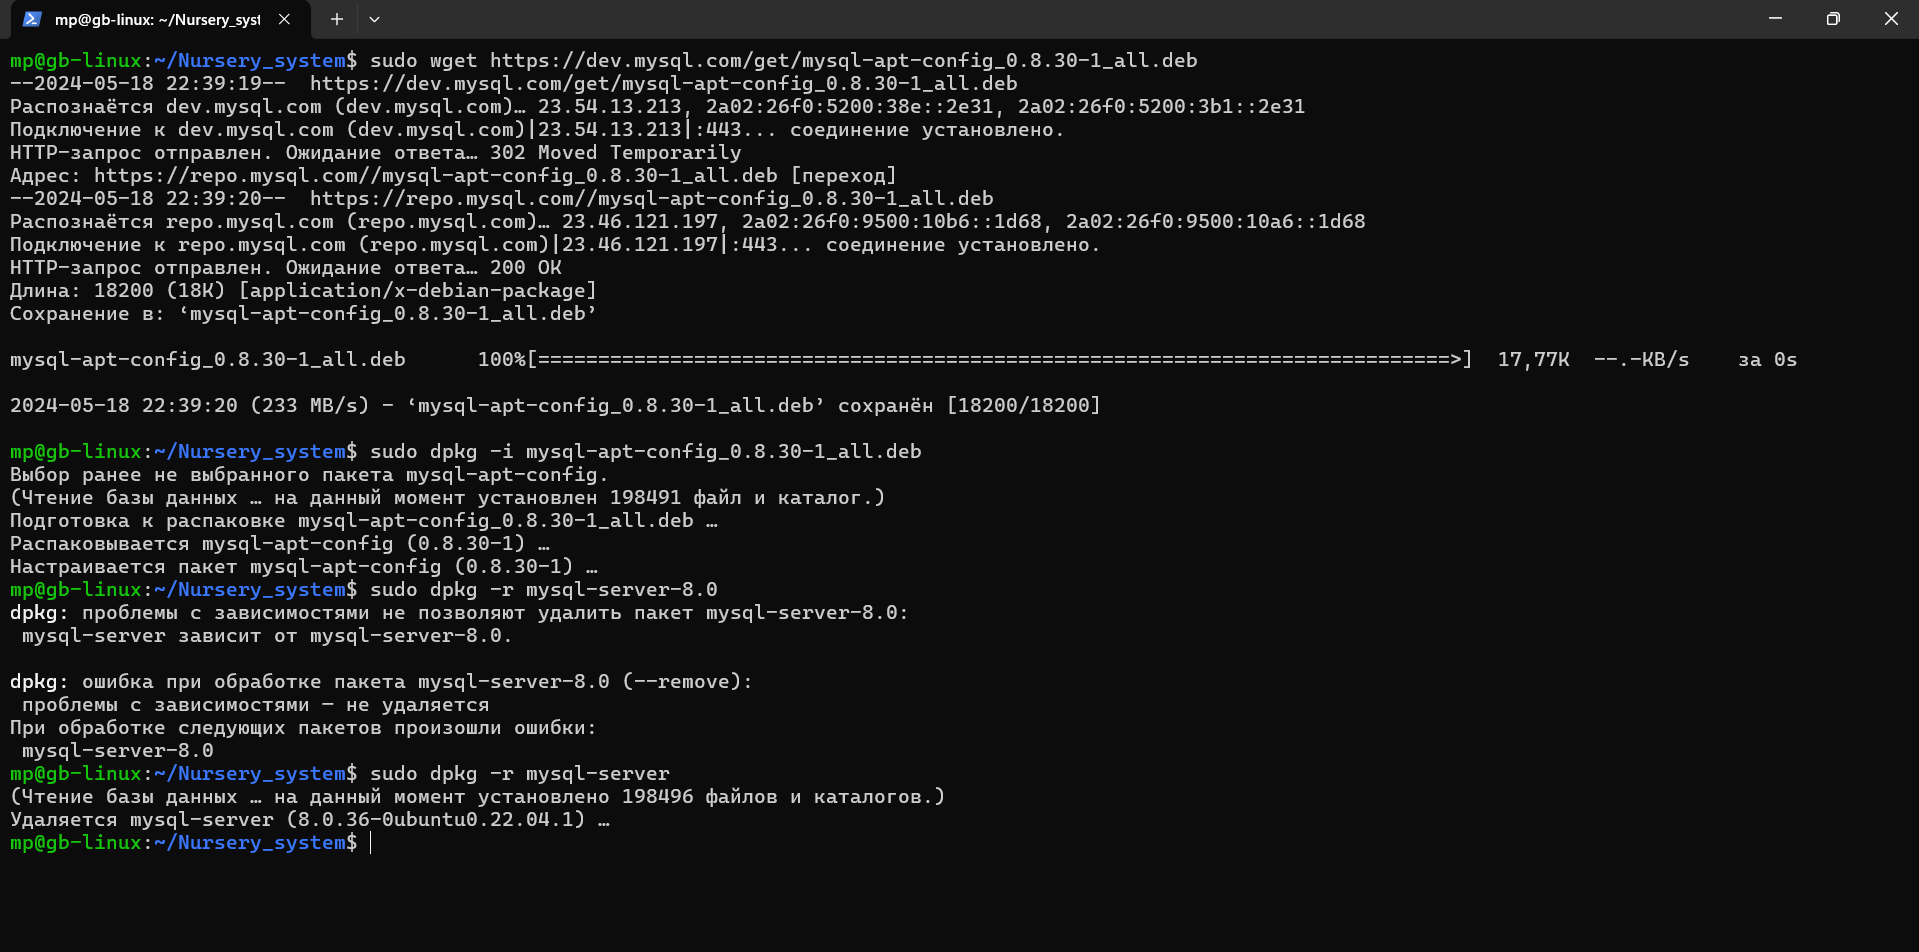 mp@gb-linux: ~/Nursery_syst
mp@gb-linux:~/Nursery_system$ sudo wget https://dev.mysql.com/get/mysql-apt-config_0.8.30-1_all.deb
--2024-05-18 22:39:19--  https://dev.mysql.com/get/mysql-apt-config_0.8.30-1_all.deb
Распознаётся dev.mysql.com (dev.mysql.com)… 23.54.13.213, 2a02:26f0:5200:38e::2e31, 2a02:26f0:5200:3b1::2e31
Подключение к dev.mysql.com (dev.mysql.com)|23.54.13.213|:443... соединение установлено.
HTTP-запрос отправлен. Ожидание ответа… 302 Moved Temporarily
Адрес: https://repo.mysql.com//mysql-apt-config_0.8.30-1_all.deb [переход]
--2024-05-18 22:39:20--  https://repo.mysql.com//mysql-apt-config_0.8.30-1_all.deb
Распознаётся repo.mysql.com (repo.mysql.com)… 23.46.121.197, 2a02:26f0:9500:10b6::1d68, 2a02:26f0:9500:10a6::1d68
Подключение к repo.mysql.com (repo.mysql.com)|23.46.121.197|:443... соединение установлено.
HTTP-запрос отправлен. Ожидание ответа… 200 OK
Длина: 18200 (18K) [application/x-debian-package]
Сохранение в: ‘mysql-apt-config_0.8.30-1_all.deb’
mysql-apt-config_0.8.30-1_all.deb      100%[============================================================================>]  17,77K  --.-KB/s    за 0s
2024-05-18 22:39:20 (233 MB/s) - ‘mysql-apt-config_0.8.30-1_all.deb’ сохранён [18200/18200]
mp@gb-linux:~/Nursery_system$ sudo dpkg -i mysql-apt-config_0.8.30-1_all.deb
Выбор ранее не выбранного пакета mysql-apt-config.
(Чтение базы данных … на данный момент установлен 198491 файл и каталог.)
Подготовка к распаковке mysql-apt-config_0.8.30-1_all.deb …
Распаковывается mysql-apt-config (0.8.30-1) …
Настраивается пакет mysql-apt-config (0.8.30-1) …
mp@gb-linux:~/Nursery_system$ sudo dpkg -r mysql-server-8.0
dpkg: проблемы с зависимостями не позволяют удалить пакет mysql-server-8.0:
 mysql-server зависит от mysql-server-8.0.
dpkg: ошибка при обработке пакета mysql-server-8.0 (--remove):
 проблемы с зависимостями — не удаляется
При обработке следующих пакетов произошли ошибки:
 mysql-server-8.0
mp@gb-linux:~/Nursery_system$ sudo dpkg -r mysql-server
(Чтение базы данных … на данный момент установлено 198496 файлов и каталогов.)
Удаляется mysql-server (8.0.36-0ubuntu0.22.04.1) …
mp@gb-linux:~/Nursery_system$